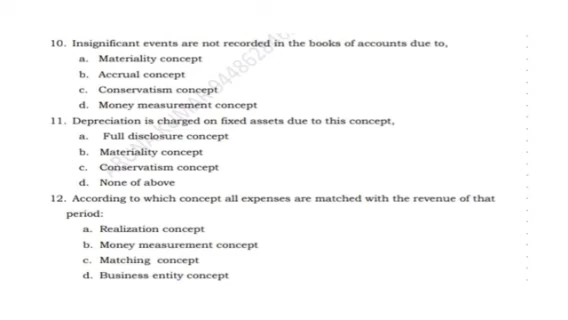 10. Insignificant events are not recorded in the books of accounts due to,
a. Materiality concept
b. Accrual concept
c. Conservatism concept
d. Money measurement concept
11. Depreciation is charged on fixed assets due to this concept,
a. Full disclosure concept
b. Materiality concept
c. Conservatism concept
d. None of above
12. According to which concept all expenses are matched with the revenue of that
period:
a. Realization concept
b. Money measurement concept
c. Matching concept
d. Business entity concept